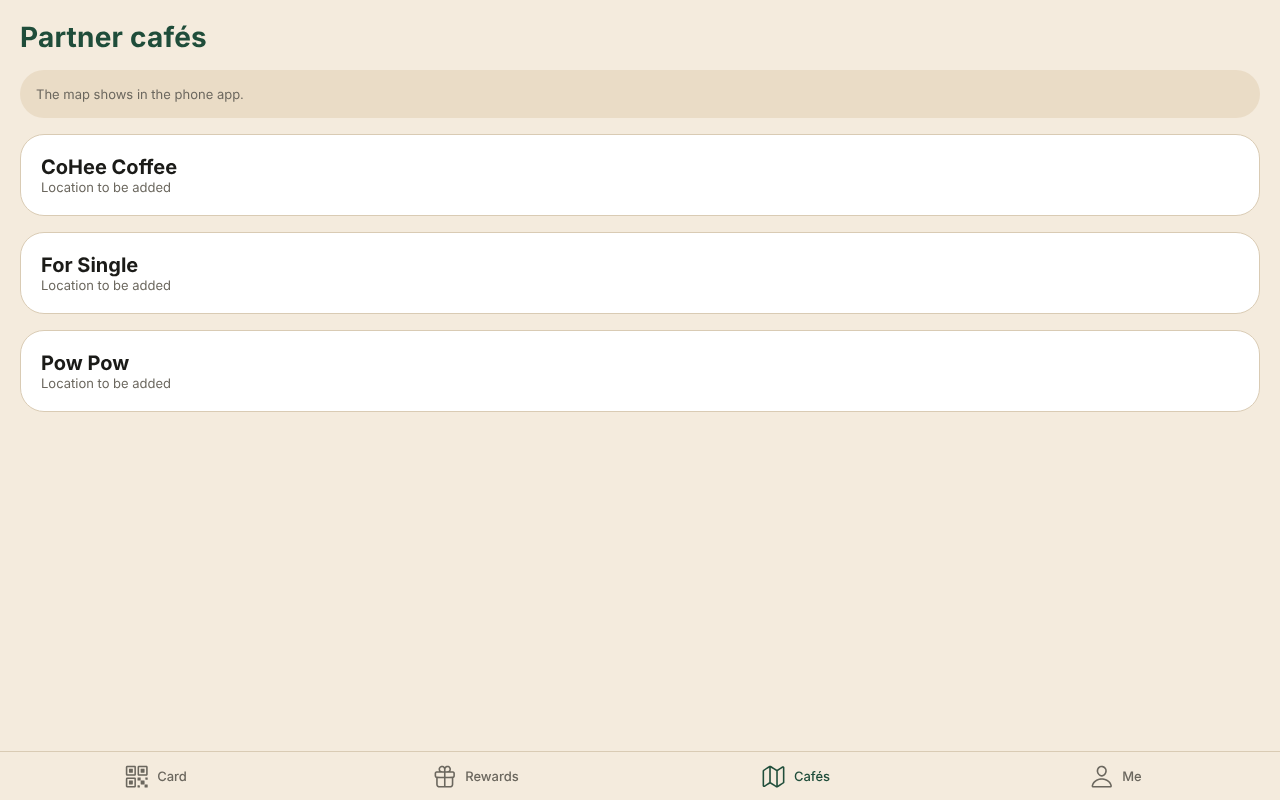 Partner cafés
The map shows in the phone app.
CoHee Coffee
Location to be added
For Single
Location to be added
Pow Pow
Location to be added
Card
Rewards
Cafés
Me